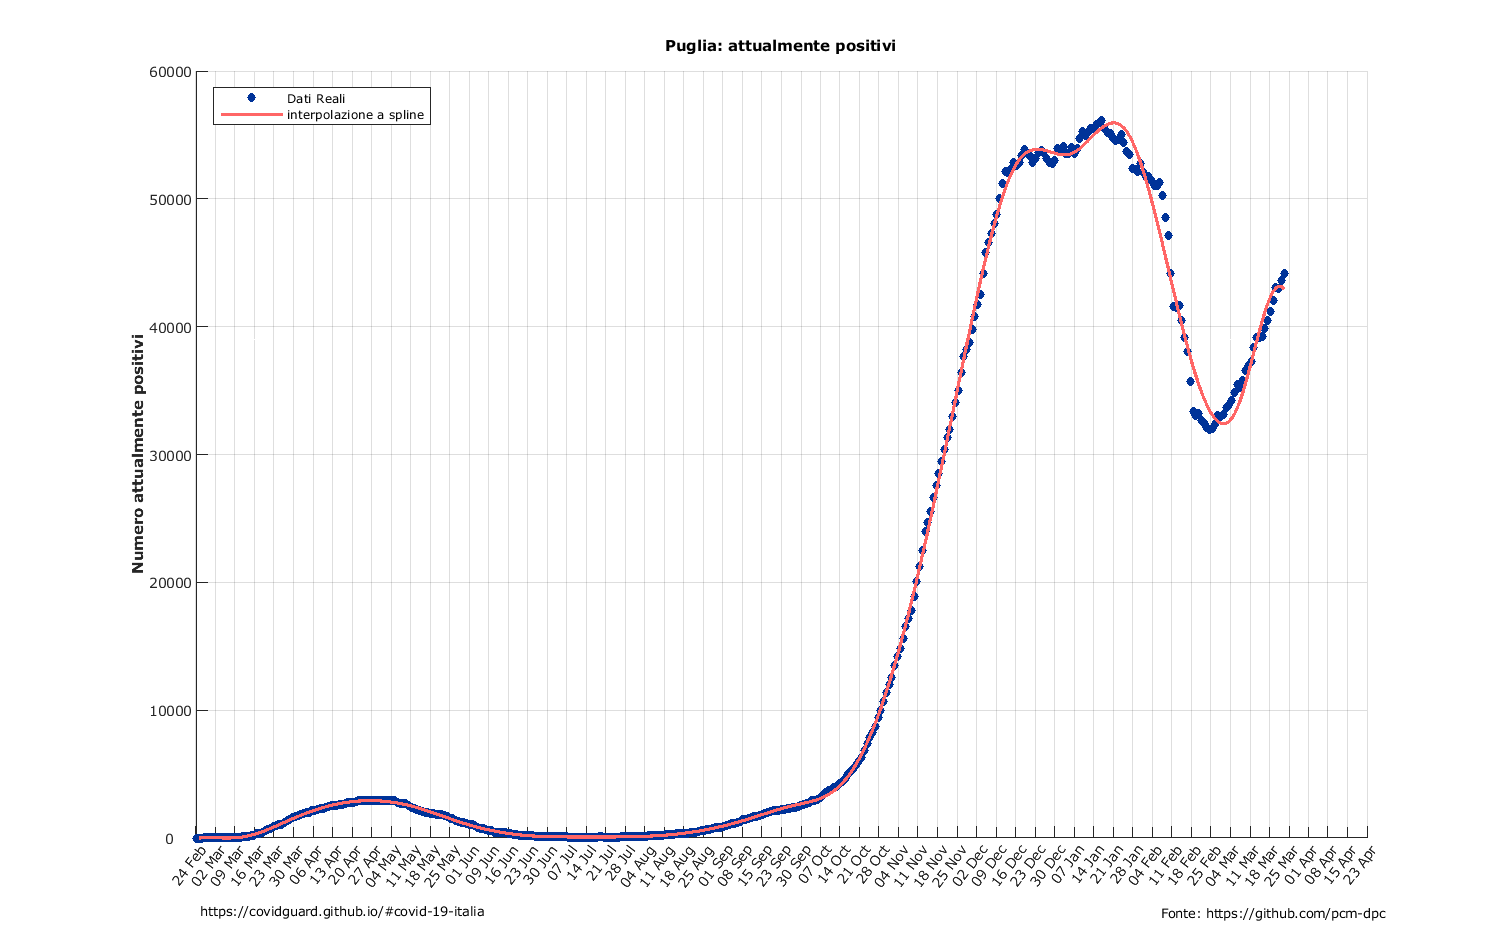 Puglia: attualmente positivi
60000
50000
40000
30000
20000
10000
0
Numero attualmente positivi
Dati Reali
interpolazione a spline
24 Feb
02 Mar
09 Mar
16 Mar
23 Mar
30 Mar
06 Apr
13 Apr
20 Apr
27 Apr
04 May
11 May
18 May
25 May
01 Jun
09 Jun
16 Jun
23 Jun
30 Jun
07 Jul
14 Jul
21 Jul
28 Jul
04 Aug
11 Aug
18 Aug
25 Aug
01 Sep
08 Sep
15 Sep
23 Sep
30 Sep
07 Oct
14 Oct
21 Oct
28 Oct
04 Nov
11 Nov
18 Nov
25 Nov
02 Dec
09 Dec
16 Dec
23 Dec
30 Dec
07 Jan
14 Jan
21 Jan
28 Jan
04 Feb
11 Feb
18 Feb
25 Feb
04 Mar
11 Mar
18 Mar
25 Mar
01 Apr
08 Apr
15 Apr
23 Apr
https://covidguard.github.io/#covid-19-italia
Fonte: https://github.com/pcm-dpc